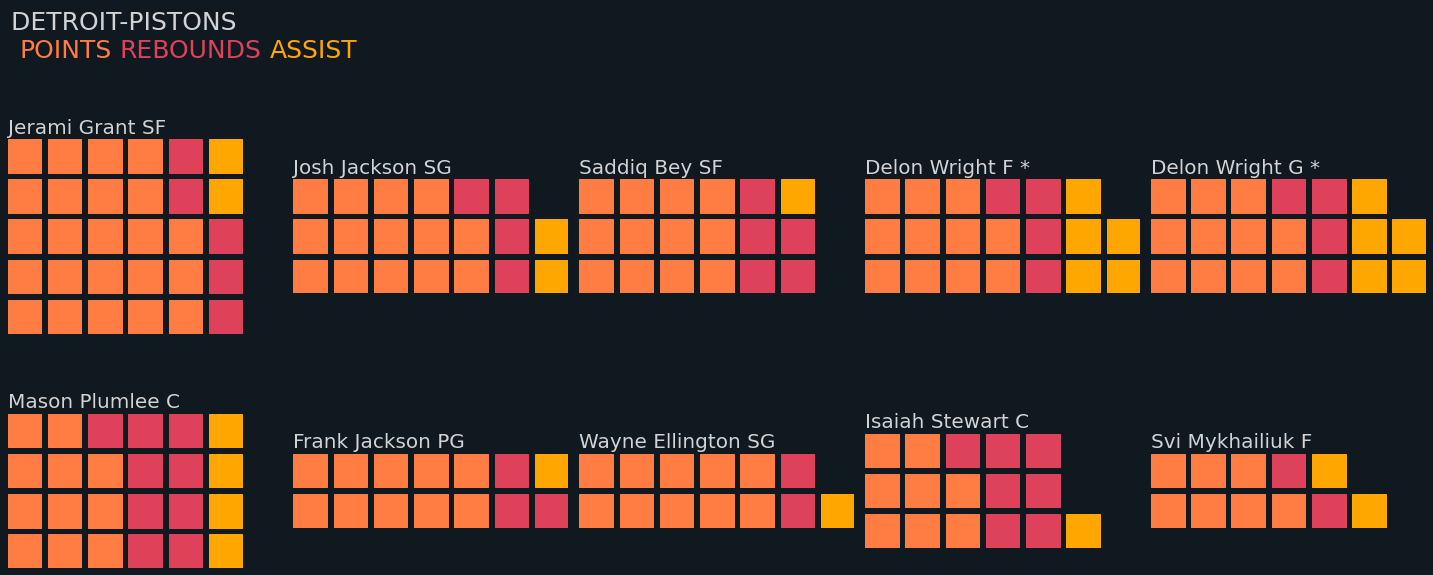 DETROIT-PISTONS
POINTS REBOUNDS ASSIST
Jerami Grant SF
Josh Jackson SG
Saddiq Bey SF
Delon Wright F *
Delon Wright G *
Mason Plumlee C
Frank Jackson PG
Wayne Ellington SG
Isaiah Stewart C
Svi Mykhailiuk F